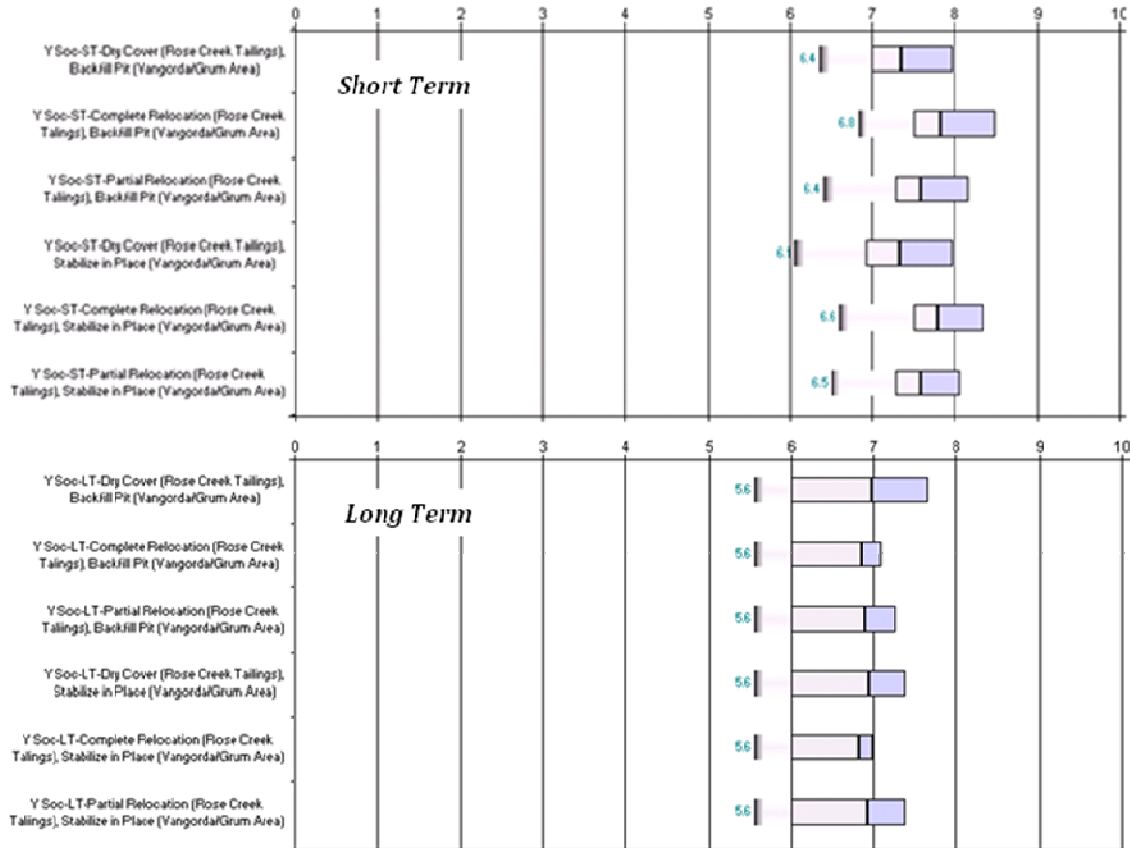 0 1 2 3 4 5 6 7 8 9 10
Short Term
Y Soc-ST-Dry Cover (Rose Creek Tailings),
Backfill Pit (Vangorda/Grum Area)
6.4
Y Soc-ST-Complete Relocation (Rose Creek
Talings), Backfill Pit (Vangorda/Grum Area)
6.8
Y Soc-ST-Partial Relocation (Rose Creek
Taliings), Backfill Pit (Vangorda/Grum Area)
6.4
Y Soc-ST-Dry Cover (Rose Creek Tailings),
Stabilize in Place (Vangorda/Grum Area)
6.1
Y Soc-ST-Complete Relocation (Rose Creek
Talings), Stabilize in Place (Vangorda/Grum Area)
6.6
Y Soc-ST-Partial Relocation (Rose Creek
Taliings), Stabilize in Place (Vangorda/Grum Area)
6.5
0 1 2 3 4 5 6 7 8 9 10
Long Term
Y Soc-LT-Dry Cover (Rose Creek Tailings),
Backfill Pit (Vangorda/Grum Area)
5.6
Y Soc-LT-Complete Relocation (Rose Creek
Talings), Backfill Pit (Vangorda/Grum Area)
5.6
Y Soc-LT-Partial Relocation (Rose Creek
Taliings), Backfill Pit (Vangorda/Grum Area)
5.6
Y Soc-LT-Dry Cover (Rose Creek Tailings),
Stabilize in Place (Vangorda/Grum Area)
5.6
Y Soc-LT-Complete Relocation (Rose Creek
Talings), Stabilize in Place (Vangorda/Grum Area)
5.6
Y Soc-LT-Partial Relocation (Rose Creek
Taliings), Stabilize in Place (Vangorda/Grum Area)
5.6